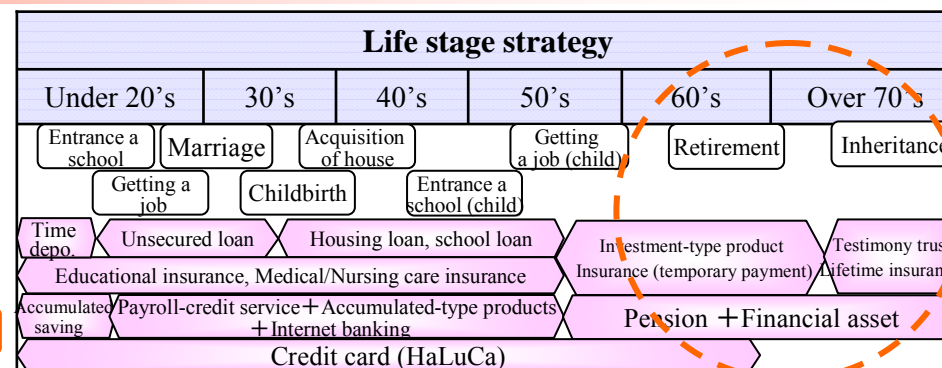 Life stage strategy
Under 20’s 30’s 40’s 50’s 60’s Over 70’s
Entrance a
school
Marriage
Acquisition
of house
Getting
a job (child)
Retirement
Inheritance
Getting a
job
Childbirth
Entrance a
school (child)
Time
depo.
Unsecured loan
Housing loan, school loan
Investment-type product
Insurance (temporary payment)
Testimony trus
Lifetime insuran
Educational insurance, Medical/Nursing care insurance
Accumulated
saving
Payroll-credit service＋Accumulated-type products
＋Internet banking
Pension ＋Financial asset
Credit card (HaLuCa)